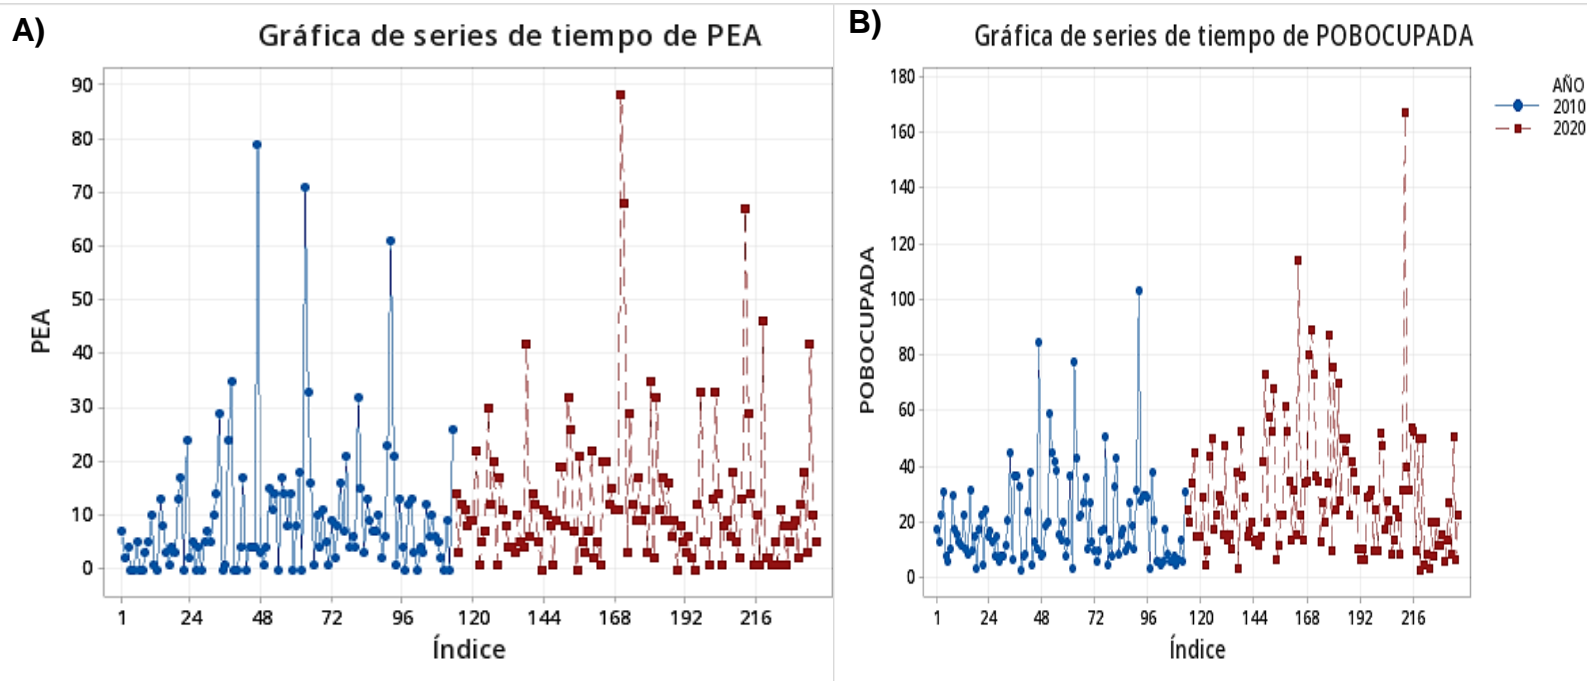 A)
Gráfica de series de tiempo de PEA
90
80
70
60
50
40
30
20
10
0
PEA
1 24 48 72 96 120 144 168 192 216
Índice
B)
Gráfica de series de tiempo de POBOCUPADA
180
160
140
120
100
80
60
40
20
0
POBOCUPADA
1 24 48 72 96 120 144 168 192 216
Índice
AÑO
2010
2020